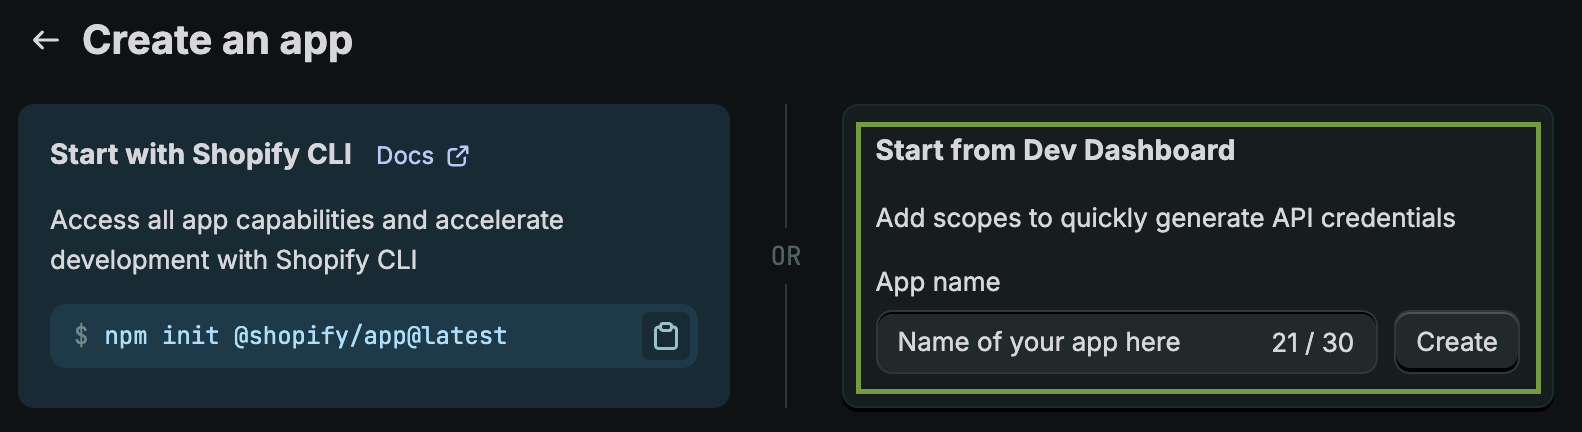 Create an app
Start with Shopify CLI Docs
Access all app capabilities and accelerate
development with Shopify CLI
$ npm init @shopify/app@latest
OR
Start from Dev Dashboard
Add scopes to quickly generate API credentials
App name
Name of your app here 21 / 30 Create